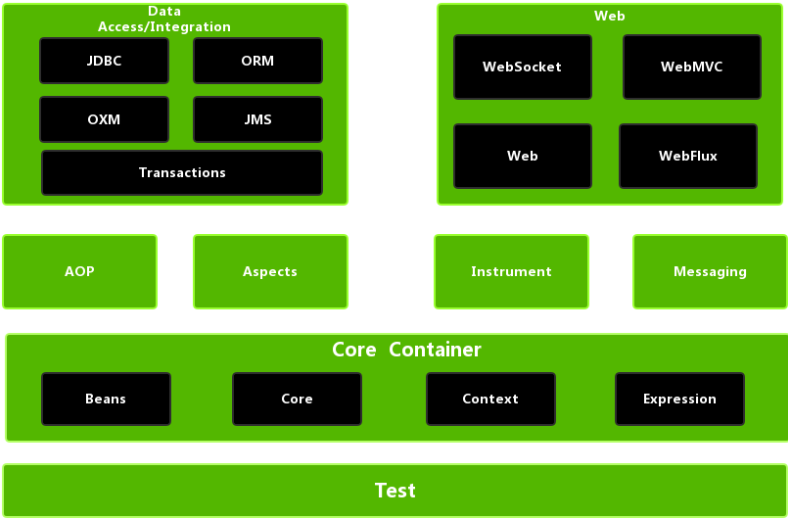 Data
Access/Integration
JDBC
ORM
OXM
JMS
Transactions
Web
WebSocket
WebMVC
Web
WebFlux
AOP
Aspects
Instrument
Messaging
Core Container
Beans
Core
Context
Expression
Test